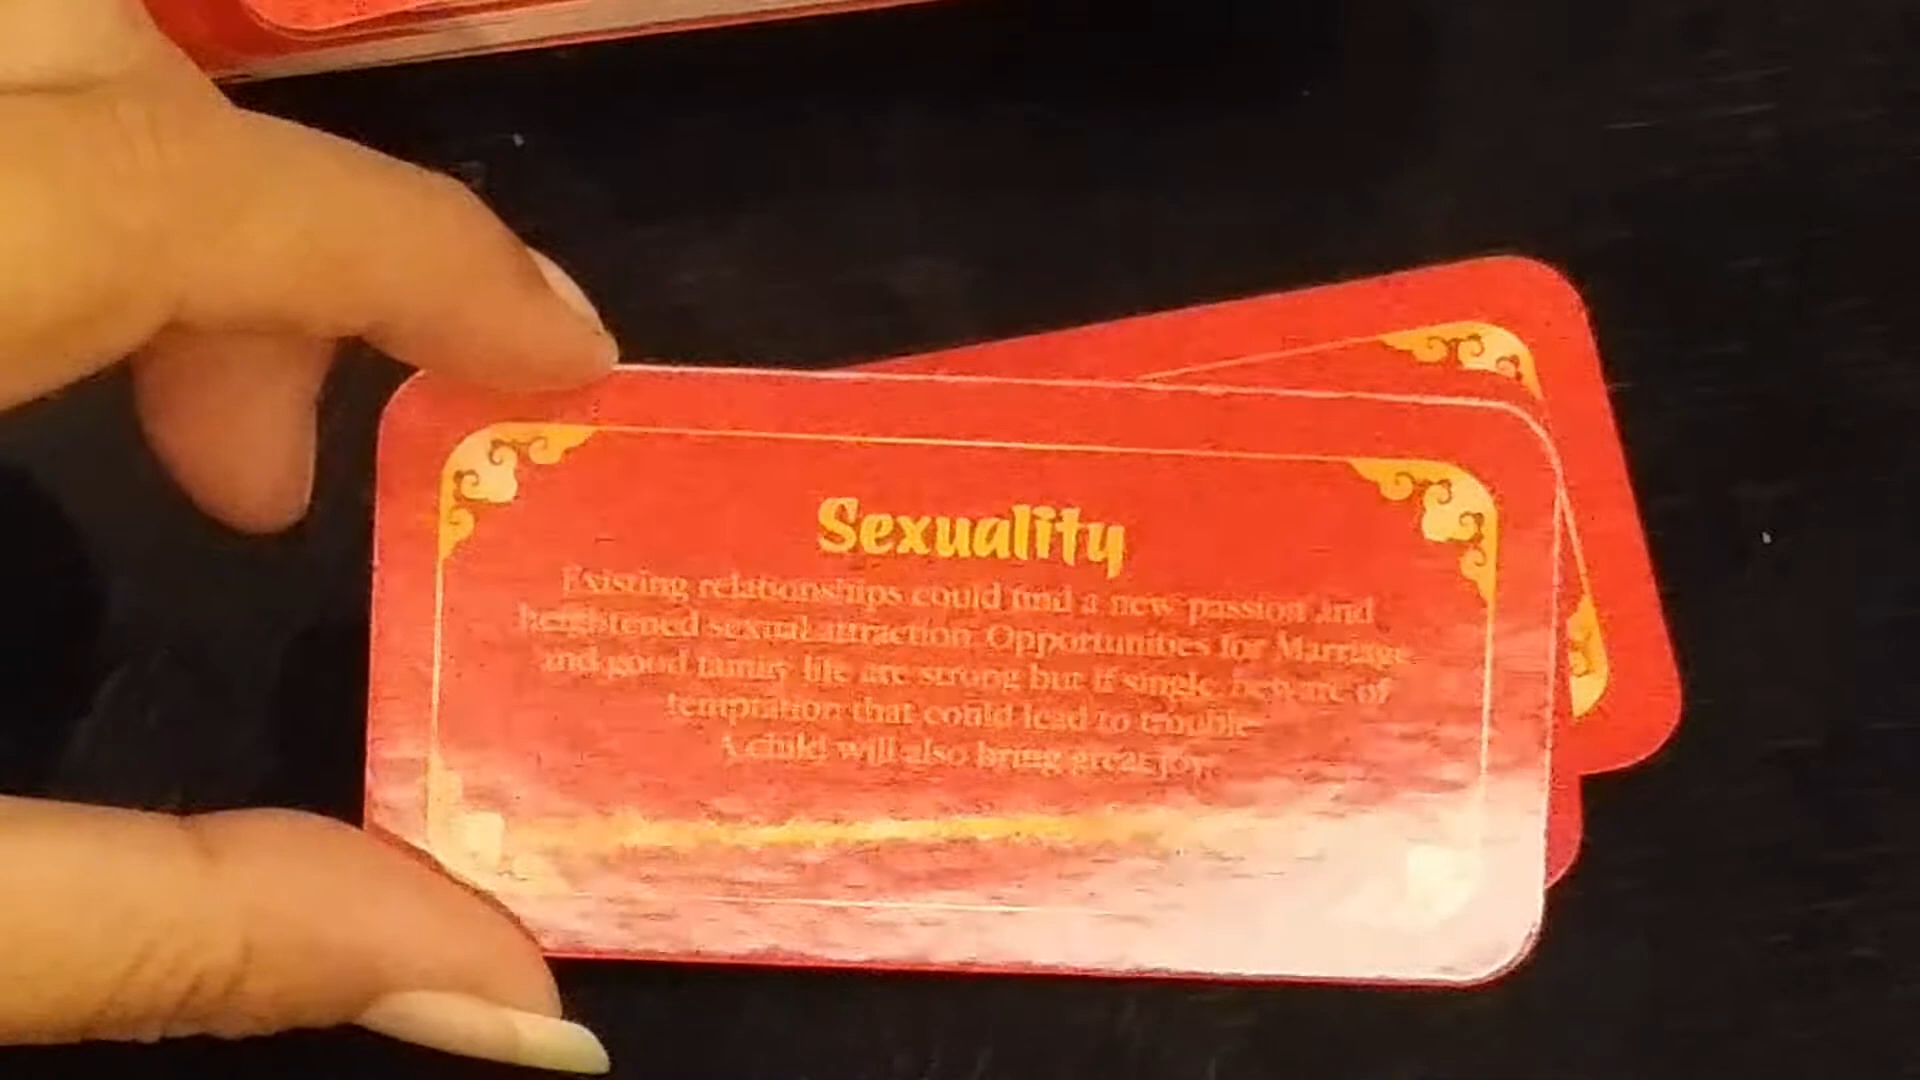 Sexuality
Existing relationships could find a new passion and
heightened sexual attraction. Opportunities for Marriage
and good family life are strong but if single, beware of
temptation that could lead to trouble.
A child will also bring great joy.